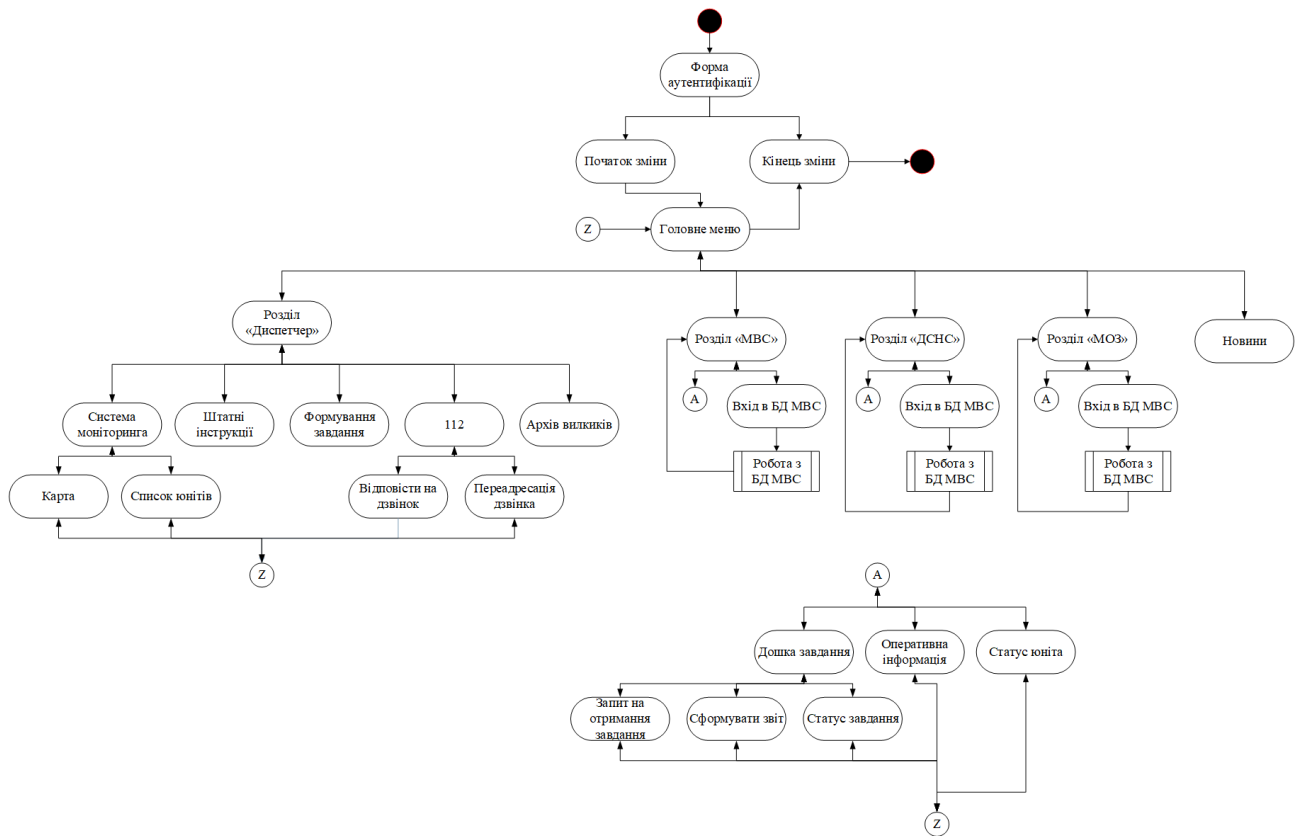 Форма
аутентифікації
Початок зміни
Кінець зміни
Z
Головне меню
Розділ
«Диспетчер»
Розділ «МВС»
Розділ «ДСНС»
Розділ «МОЗ»
Новини
А
Вхід в БД МВС
А
Вхід в БД МВС
А
Вхід в БД МВС
Система
моніторинга
Штатні
інструкції
Формування
завдання
112
Архів вилкиків
Робота з
БД МВС
Робота з
БД МВС
Робота з
БД МВС
Карта
Список юнітів
Відповісти на
дзвінок
Переадресація
дзвінка
Z
А
Дошка завдання
Оперативна
інформація
Статус юніта
Запит на
отримання
завдання
Сформувати звіт
Статус завдання
Z